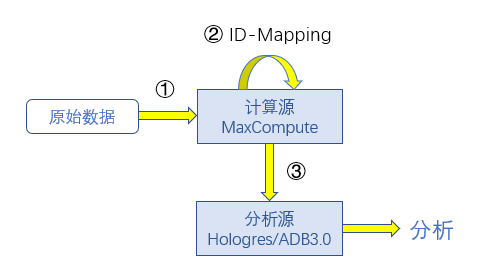 ② ID-Mapping
①
原始数据
计算源
MaxCompute
③
分析源
Hologres/ADB3.0
分析